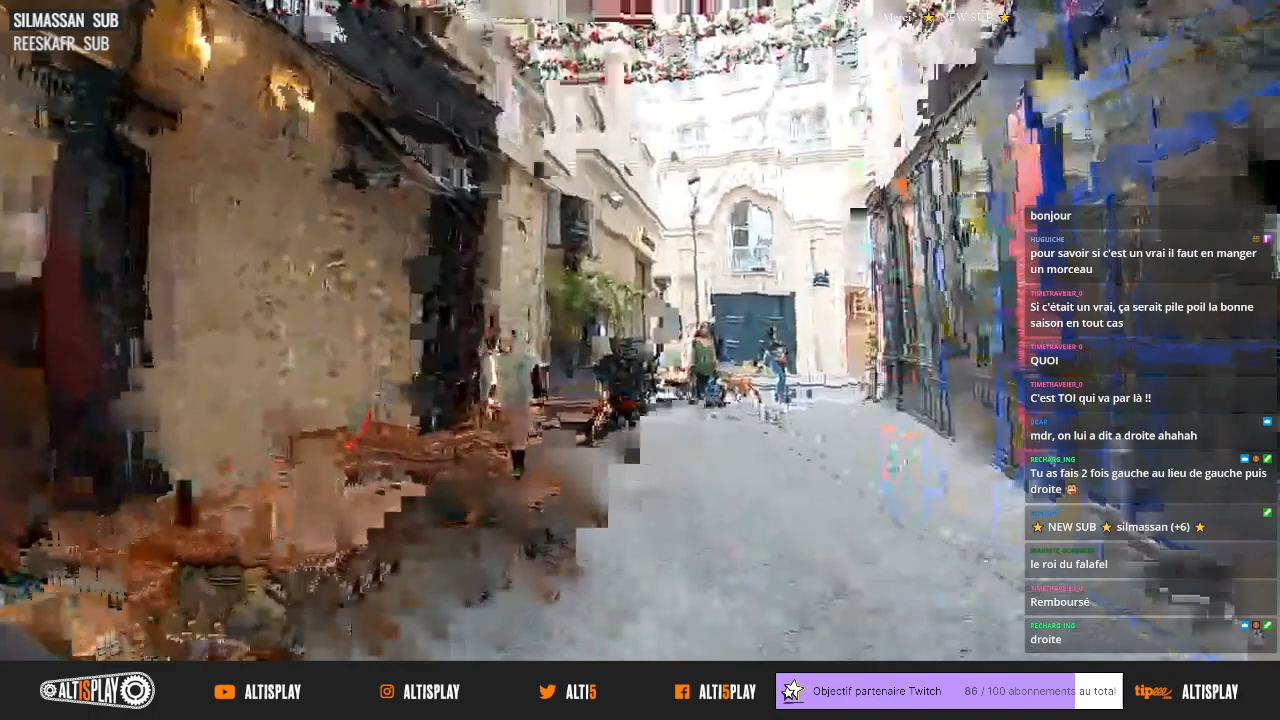 SILMASSAN SUB
REESKAFR_SUB
Merci ⭐ NEW SUB ⭐
bonjour
HUGUICHE
pour savoir si c'est un vrai il faut en manger
un morceau
TIMETRAVELER_0
Si c'était un vrai, ça serait pile poil la bonne
saison en tout cas
TIMETRAVELER_0
QUOI
TIMETRAVELER_0
C'est TOI qui va par là !!
mdr, on lui a dit a droite ahahah
RECHARG_ING
Tu as fais 2 fois gauche au lieu de gauche puis
droite
⭐ NEW SUB ⭐ silmassan (+6) ⭐
le roi du falafel
TIMETRAVELER_0
Remboursé
RECHARG_ING
droite
ALTISPLAY
ALTISPLAY
ALTISPLAY
ALTI5
ALTI5PLAY
Objectif partenaire Twitch 86 / 100 abonnements au total
tipeee ALTISPLAY